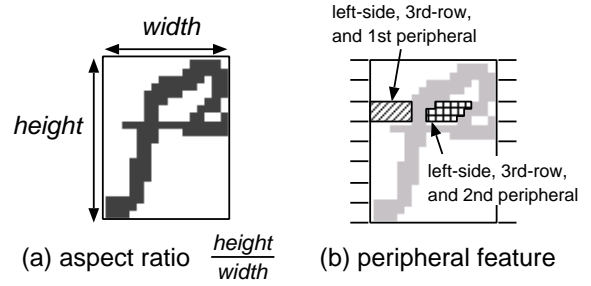 width
height
(a) aspect ratio height
width
left-side, 3rd-row,
and 1st peripheral
left-side, 3rd-row,
and 2nd peripheral
(b) peripheral feature